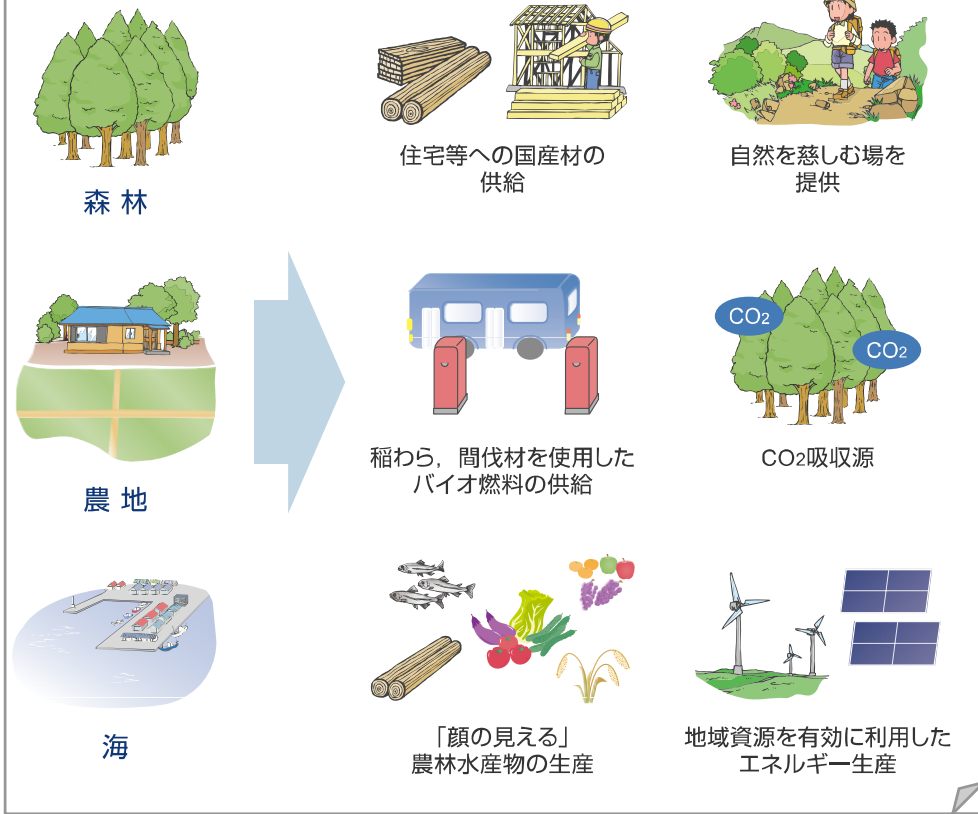 森林
住宅等への国産材の
供給
自然を慈しむ場を
提供
農地
稲わら，間伐材を使用した
バイオ燃料の供給
CO2
CO2
CO2吸収源
海
「顔の見える」
農林水産物の生産
地域資源を有効に利用した
エネルギー生産